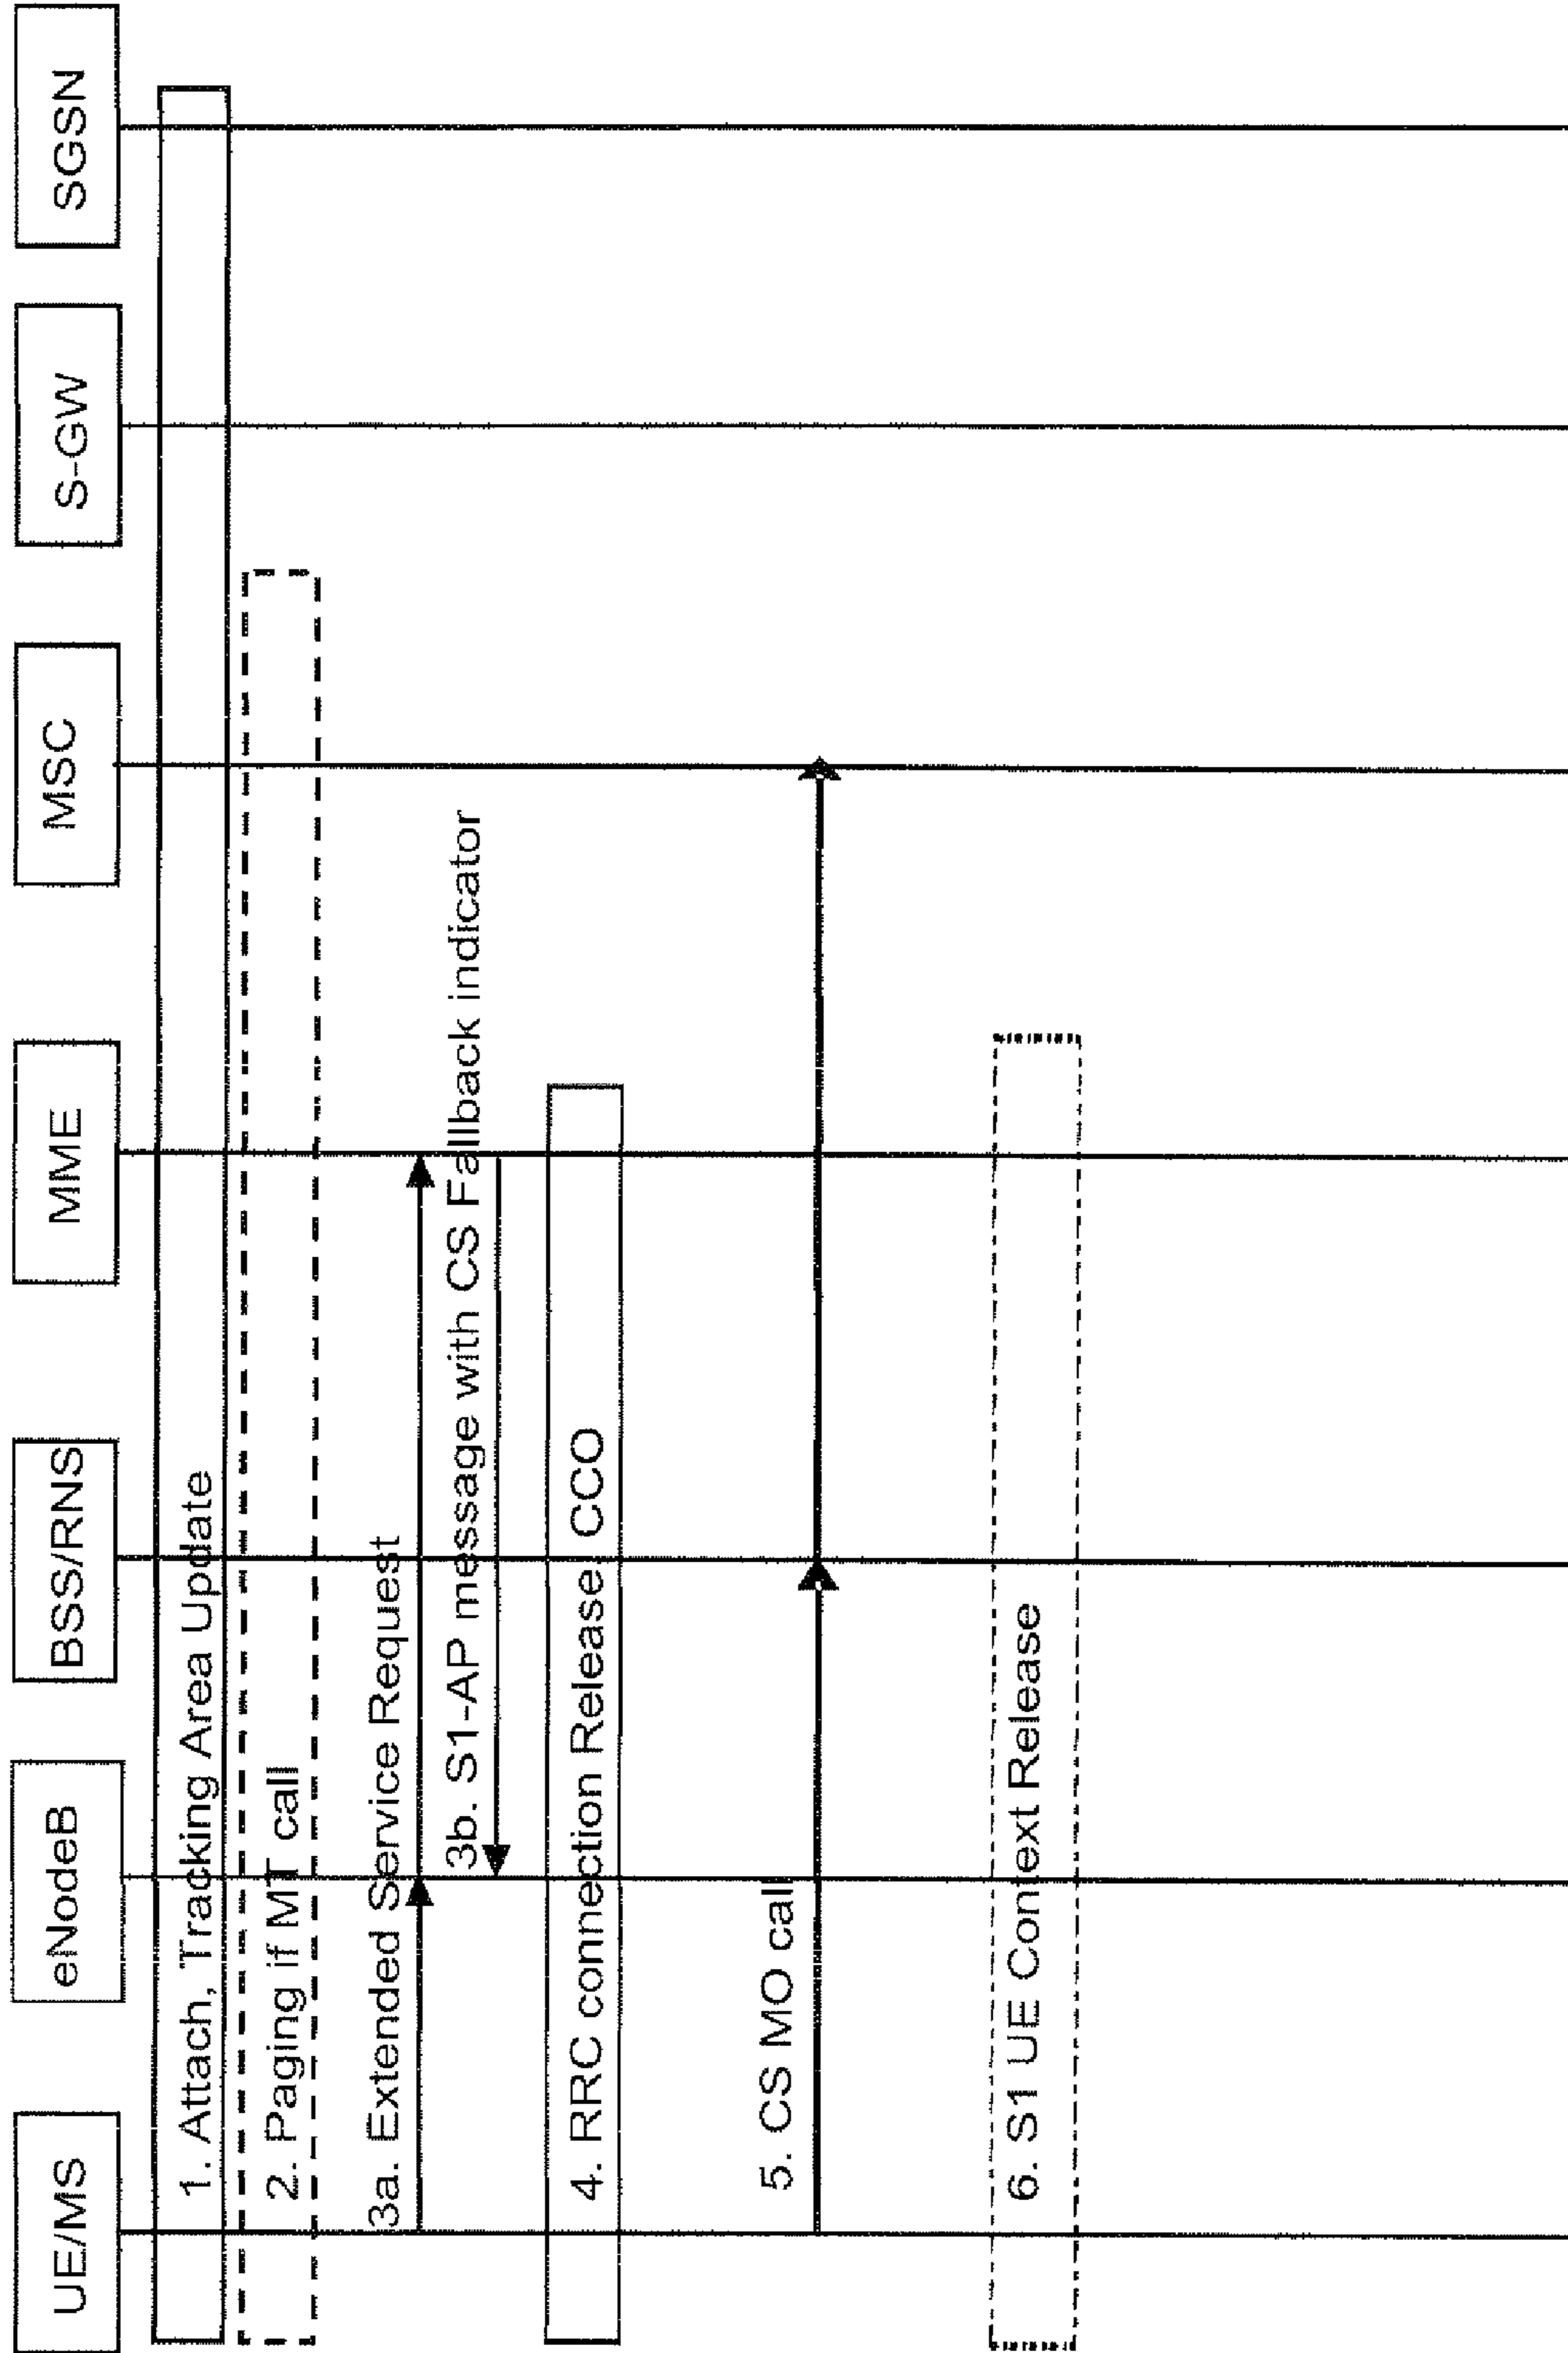 UE/MS
eNodeB
BSS/RNS
MME
MSC
S-GW
SGSN
1. Attach, Tracking Area Update
2. Paging if MT call
3a. Extended Service Request
3b. S1-AP message with CS Fallback indicator
4. RRC connection Release CCO
5. CS MO call
6. S1 UE Context Release